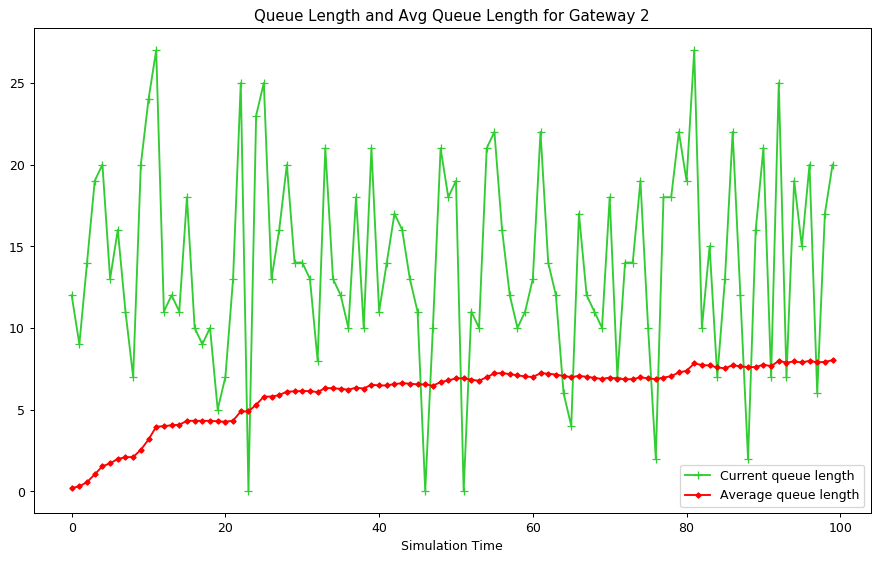 Queue Length and Avg Queue Length for Gateway 2
25
20
15
10
5
0
Current queue length
Average queue length
0 20 40 60 80 100
Simulation Time